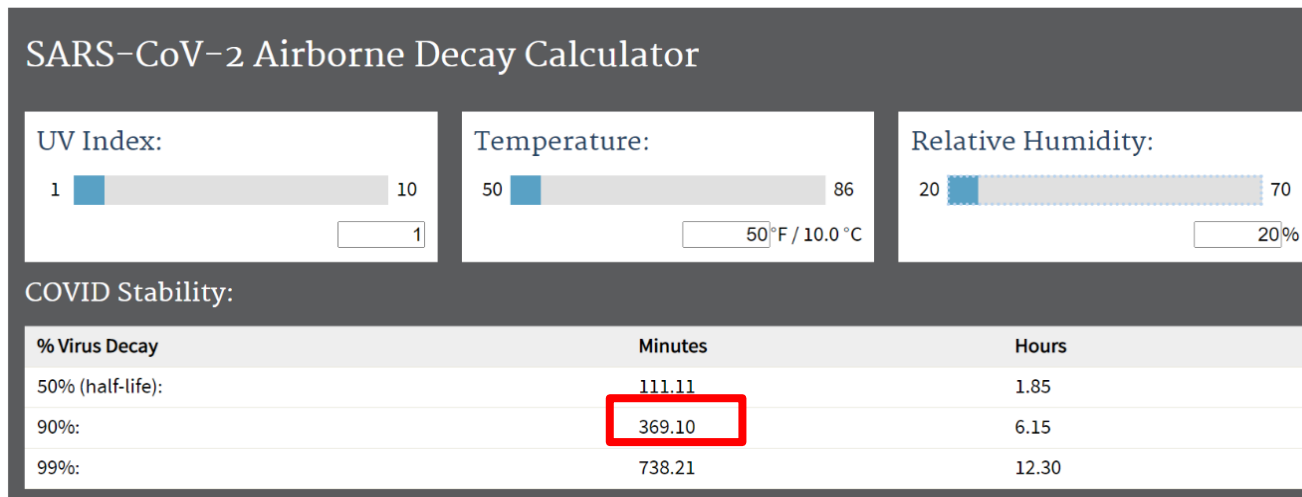 SARS-CoV-2 Airborne Decay Calculator
UV Index: Temperature: Relative Humidity:
1 10 50 86 20 70
1 50 °F / 10.0 °C 20 %
COVID Stability:
% Virus Decay Minutes Hours
50% (half-life): 111.11 1.85
90%: 369.10 6.15
99%: 738.21 12.30